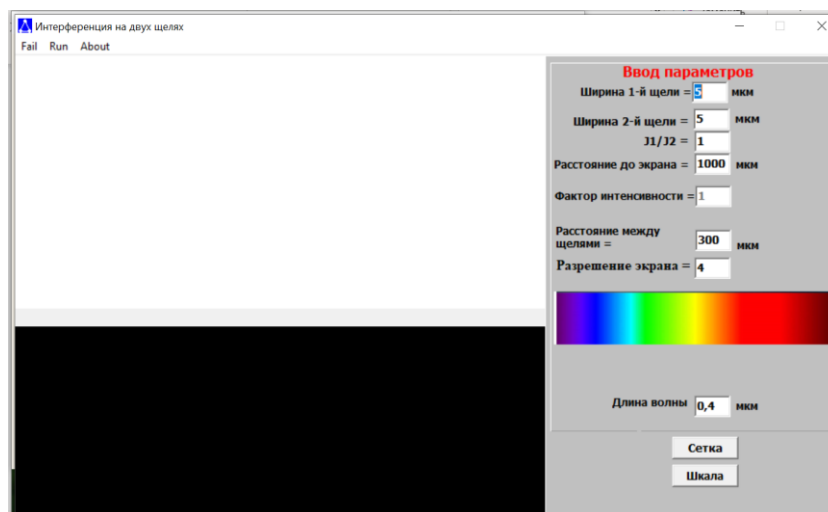 Интерференция на двух щелях
Fail Run About
Ввод параметров
Ширина 1-й щели = 5 мкм
Ширина 2-й щели = 5 мкм
J1/J2 = 1
Расстояние до экрана = 1000 мкм
Фактор интенсивности = 1
Расстояние между
щелями = 300 мкм
Разрешение экрана = 4
Длина волны 0,4 мкм
Сетка
Шкала